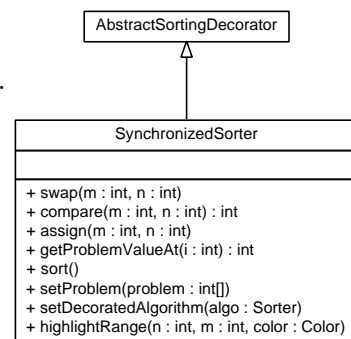 AbstractSortingDecorator
.
SynchronizedSorter
+ swap(m : int, n : int)
+ compare(m : int, n : int) : int
+ assign(m : int, n : int)
+ getProblemValueAt(i : int) : int
+ sort()
+ setProblem(problem : int[])
+ setDecoratedAlgorithm(algo : Sorter)
+ highlightRange(n : int, m : int, color : Color)